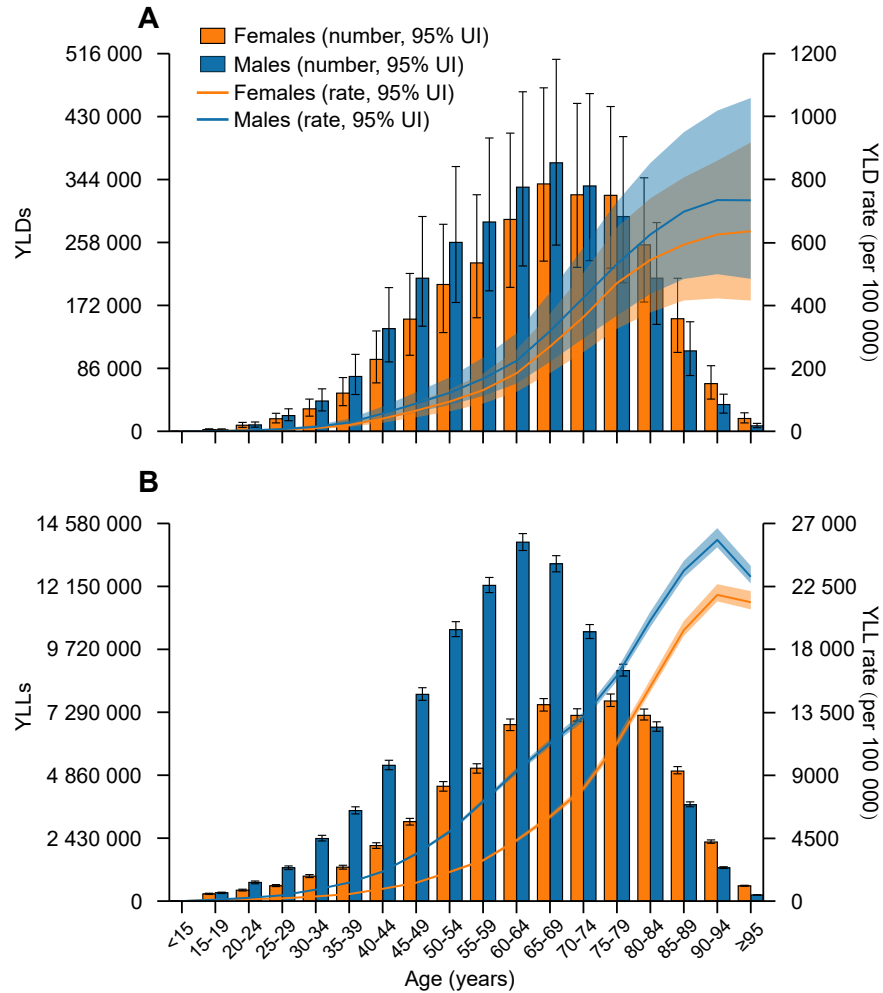 A
Females (number, 95% UI)
Males (number, 95% UI)
Females (rate, 95% UI)
Males (rate, 95% UI)
516 000
430 000
344 000
258 000
172 000
86 000
0
YLDs
1200
1000
800
600
400
200
0
YLD rate (per 100 000)
B
14 580 000
12 150 000
9 720 000
7 290 000
4 860 000
2 430 000
0
YLLs
27 000
22 500
18 000
13 500
9000
4500
0
YLL rate (per 100 000)
<15
15-19
20-24
25-29
30-34
35-39
40-44
45-49
50-54
55-59
60-64
65-69
70-74
75-79
80-84
85-89
90-94
≥95
Age (years)